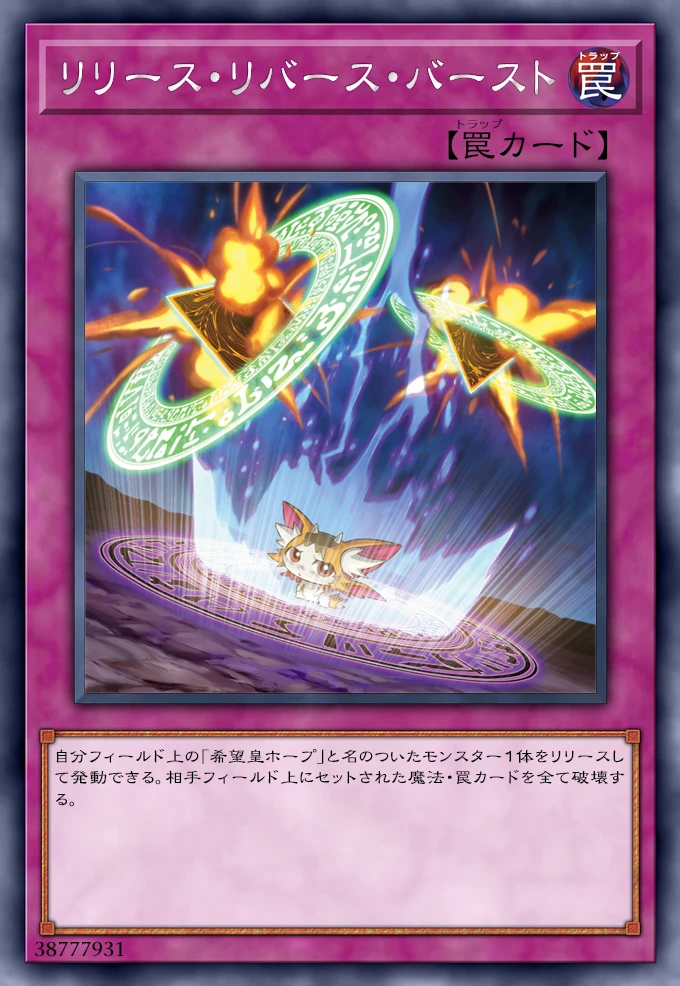 リリース・リバース・バースト
トラップ
罠
トラップ
【罠カード】
自分フィールド上の「希望皇ホープ」と名のついたモンスター１体をリリースし
て発動できる。相手フィールド上にセットされた魔法・罠カードを全て破壊す
る。
38777931